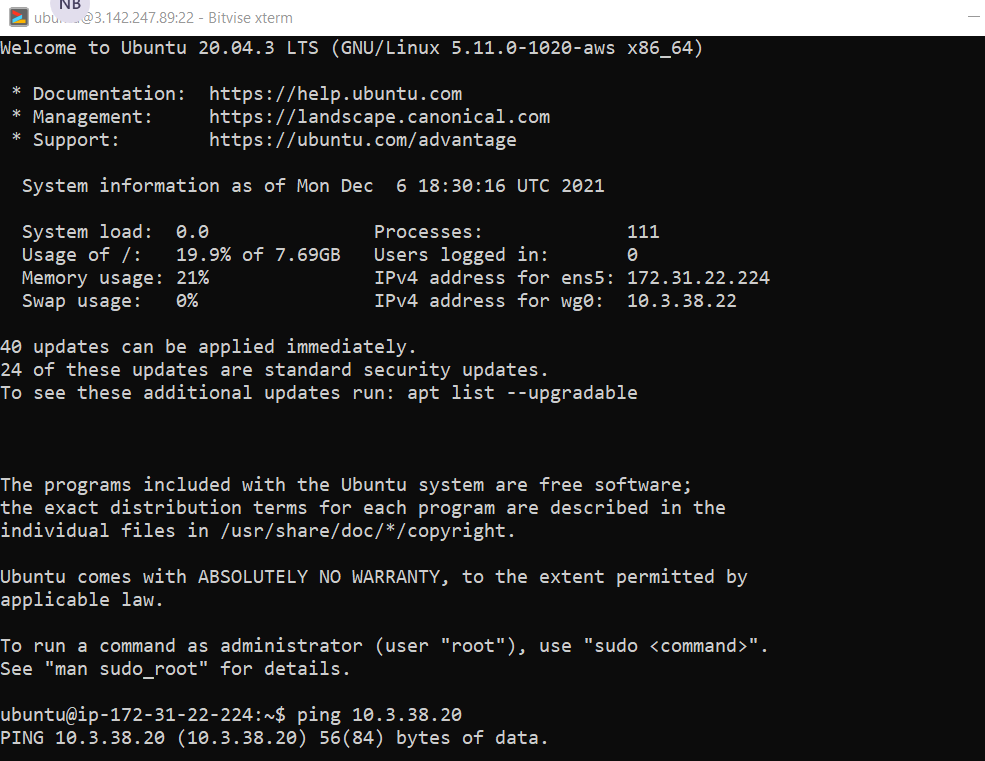 NB
ubuntu@3.142.247.89:22 - Bitvise xterm
Welcome to Ubuntu 20.04.3 LTS (GNU/Linux 5.11.0-1020-aws x86_64)
* Documentation:  https://help.ubuntu.com
* Management:     https://landscape.canonical.com
* Support:        https://ubuntu.com/advantage
System information as of Mon Dec  6 18:30:16 UTC 2021
System load:  0.0               Processes:             111
Usage of /:   19.9% of 7.69GB   Users logged in:       0
Memory usage: 21%               IPv4 address for ens5: 172.31.22.224
Swap usage:   0%                IPv4 address for wg0:  10.3.38.22
40 updates can be applied immediately.
24 of these updates are standard security updates.
To see these additional updates run: apt list --upgradable
The programs included with the Ubuntu system are free software;
the exact distribution terms for each program are described in the
individual files in /usr/share/doc/*/copyright.
Ubuntu comes with ABSOLUTELY NO WARRANTY, to the extent permitted by
applicable law.
To run a command as administrator (user "root"), use "sudo <command>".
See "man sudo_root" for details.
ubuntu@ip-172-31-22-224:~$ ping 10.3.38.20
PING 10.3.38.20 (10.3.38.20) 56(84) bytes of data.